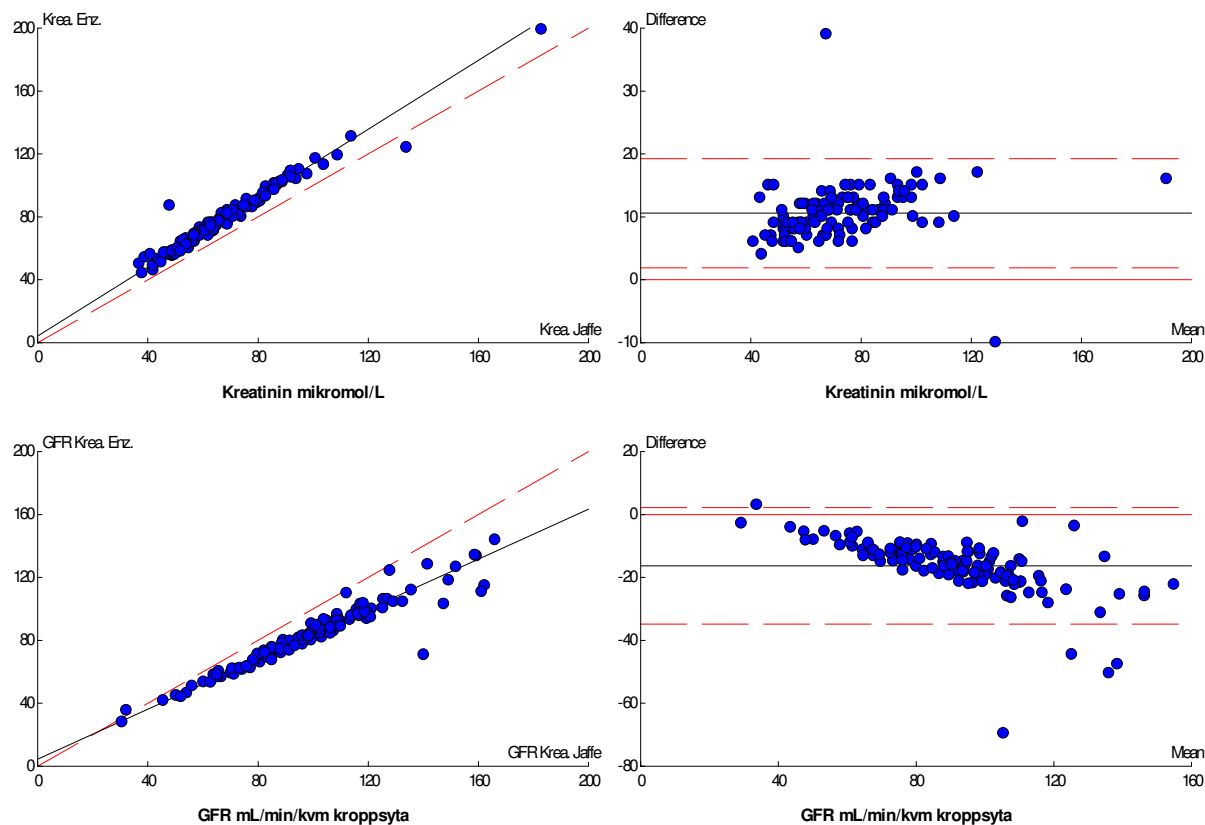 Krea. Enz.
200
160
120
80
40
0
0 40 80 120 160 200
Krea. Jaffe
Kreatinin mikromol/L
Difference
40
30
20
10
0
-10
0 40 80 120 160 200
Mean
Kreatinin mikromol/L
GFR Krea. Enz.
200
160
120
80
40
0
0 40 80 120 160 200
GFR Krea. Jaffe
GFR mL/min/kvm kroppsyta
Difference
20
0
-20
-40
-60
-80
0 40 80 120 160
Mean
GFR mL/min/kvm kroppsyta